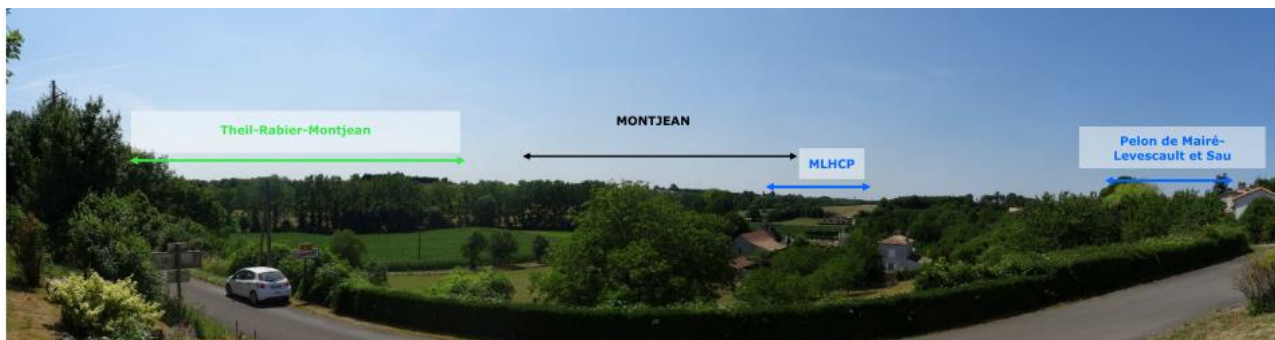 Theil-Rabier-Montjean
MONTJEAN
MLHCP
Pelon de Mairé-
Levescault et Sau